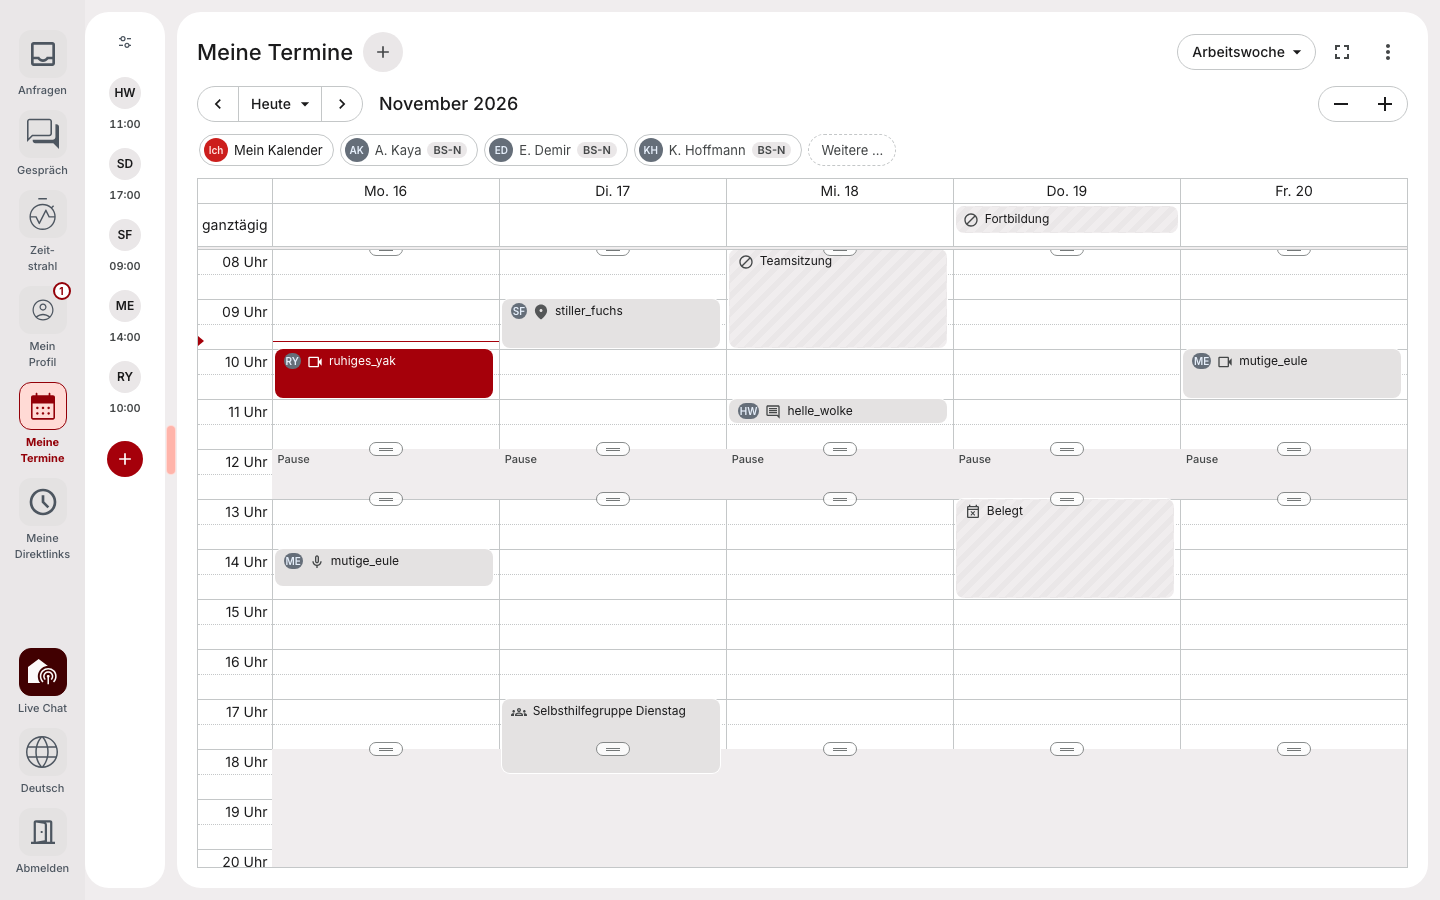 Anfragen
Gespräch
Zeit-
strahl
1
Mein
Profil
Meine
Termine
Meine
Direktlinks
Live Chat
Deutsch
Abmelden
HW
11:00
SD
17:00
SF
09:00
ME
14:00
RY
10:00
Meine Termine
Arbeitswoche
Heute
November 2026
Ich Mein Kalender
AK A. Kaya BS-N
ED E. Demir BS-N
KH K. Hoffmann BS-N
Weitere ...
Mo. 16 Di. 17 Mi. 18 Do. 19 Fr. 20
ganztägig
Fortbildung
08 Uhr
Teamsitzung
09 Uhr
SF stiller_fuchs
10 Uhr
RY ruhiges_yak
ME mutige_eule
11 Uhr
HW helle_wolke
12 Uhr
Pause Pause Pause Pause Pause
13 Uhr
Belegt
14 Uhr
ME mutige_eule
15 Uhr
16 Uhr
17 Uhr
Selbsthilfegruppe Dienstag
18 Uhr
19 Uhr
20 Uhr